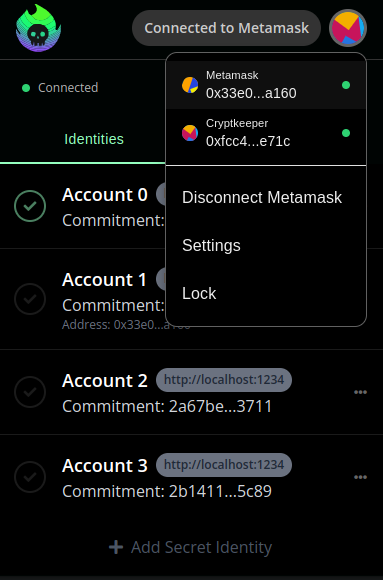 Connected to Metamask
Connected
Metamask
0x33e0...a160
Cryptkeeper
0xfcc4...e71c
Disconnect Metamask
Settings
Lock
Identities
Account 0
Commitment:
Account 1
Commitment:
Address: 0x33e0...a160
Account 2 http://localhost:1234
Commitment: 2a67be...3711
Account 3 http://localhost:1234
Commitment: 2b1411...5c89
Add Secret Identity